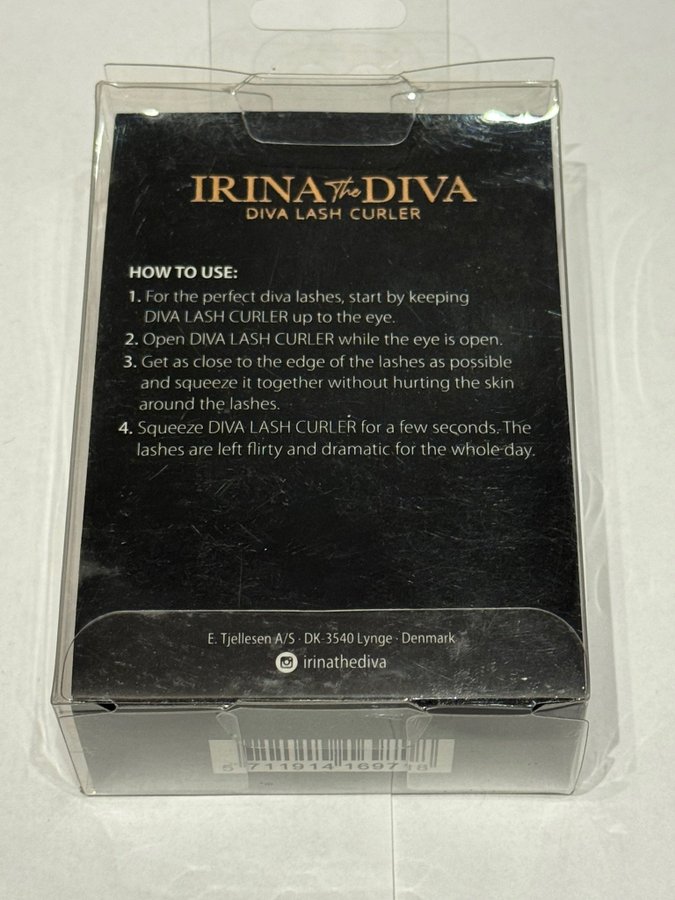 IRINA The DIVA
DIVA LASH CURLER
HOW TO USE:
1. For the perfect diva lashes, start by keeping
DIVA LASH CURLER up to the eye.
2. Open DIVA LASH CURLER while the eye is open.
3. Get as close to the edge of the lashes as possible
and squeeze it together without hurting the skin
around the lashes.
4. Squeeze DIVA LASH CURLER for a few seconds. The
lashes are left flirty and dramatic for the whole day.
E. Tjellesen A/S · DK-3540 Lynge · Denmark
irinathediva
5 711914 169718